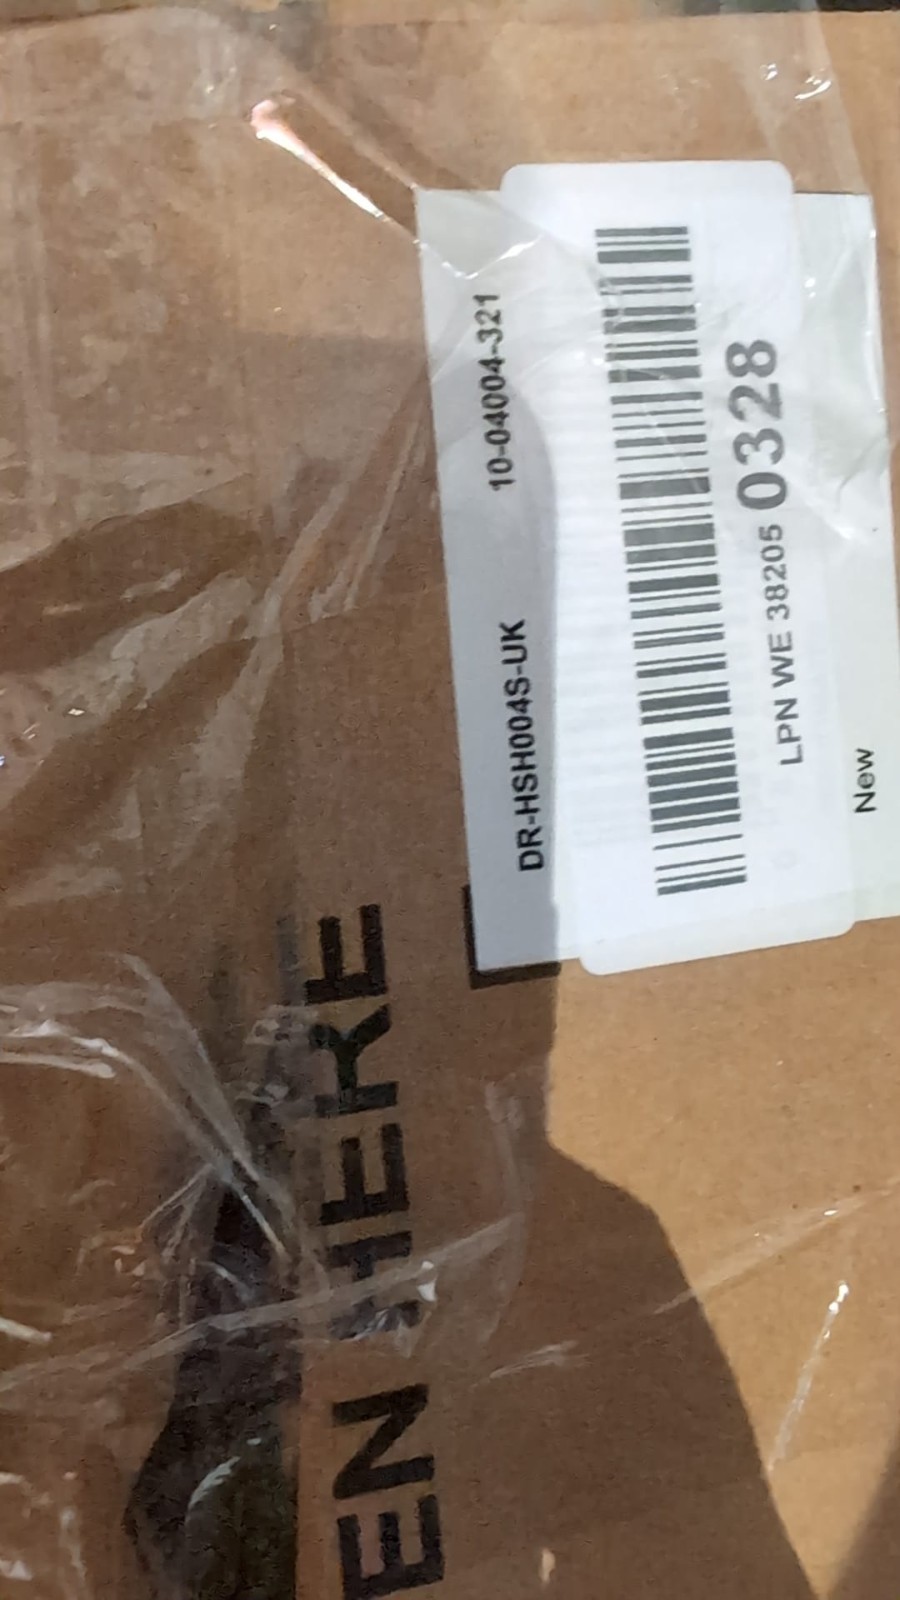 DR-HSH004S-UK 10-04004-321
LPN WE 38205 0328
New
EN HERE